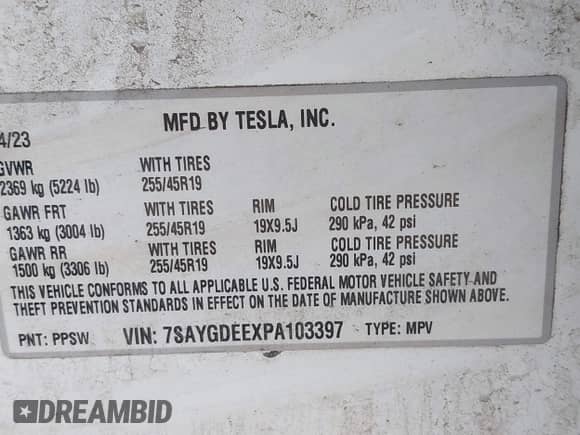 MFD BY TESLA, INC.
4/23
GVWR WITH TIRES
2369 kg (5224 lb) 255/45R19
GAWR FRT WITH TIRES RIM COLD TIRE PRESSURE
1363 kg (3004 lb) 255/45R19 19X9.5J 290 kPa, 42 psi
GAWR RR WITH TIRES RIM COLD TIRE PRESSURE
1500 kg (3306 lb) 255/45R19 19X9.5J 290 kPa, 42 psi
THIS VEHICLE CONFORMS TO ALL APPLICABLE U.S. FEDERAL MOTOR VEHICLE SAFETY AND
THEFT PREVENTION STANDARDS IN EFFECT ON THE DATE OF MANUFACTURE SHOWN ABOVE.
PNT: PPSW VIN: 7SAYGDEEXPA103397 TYPE: MPV
DREAMBID